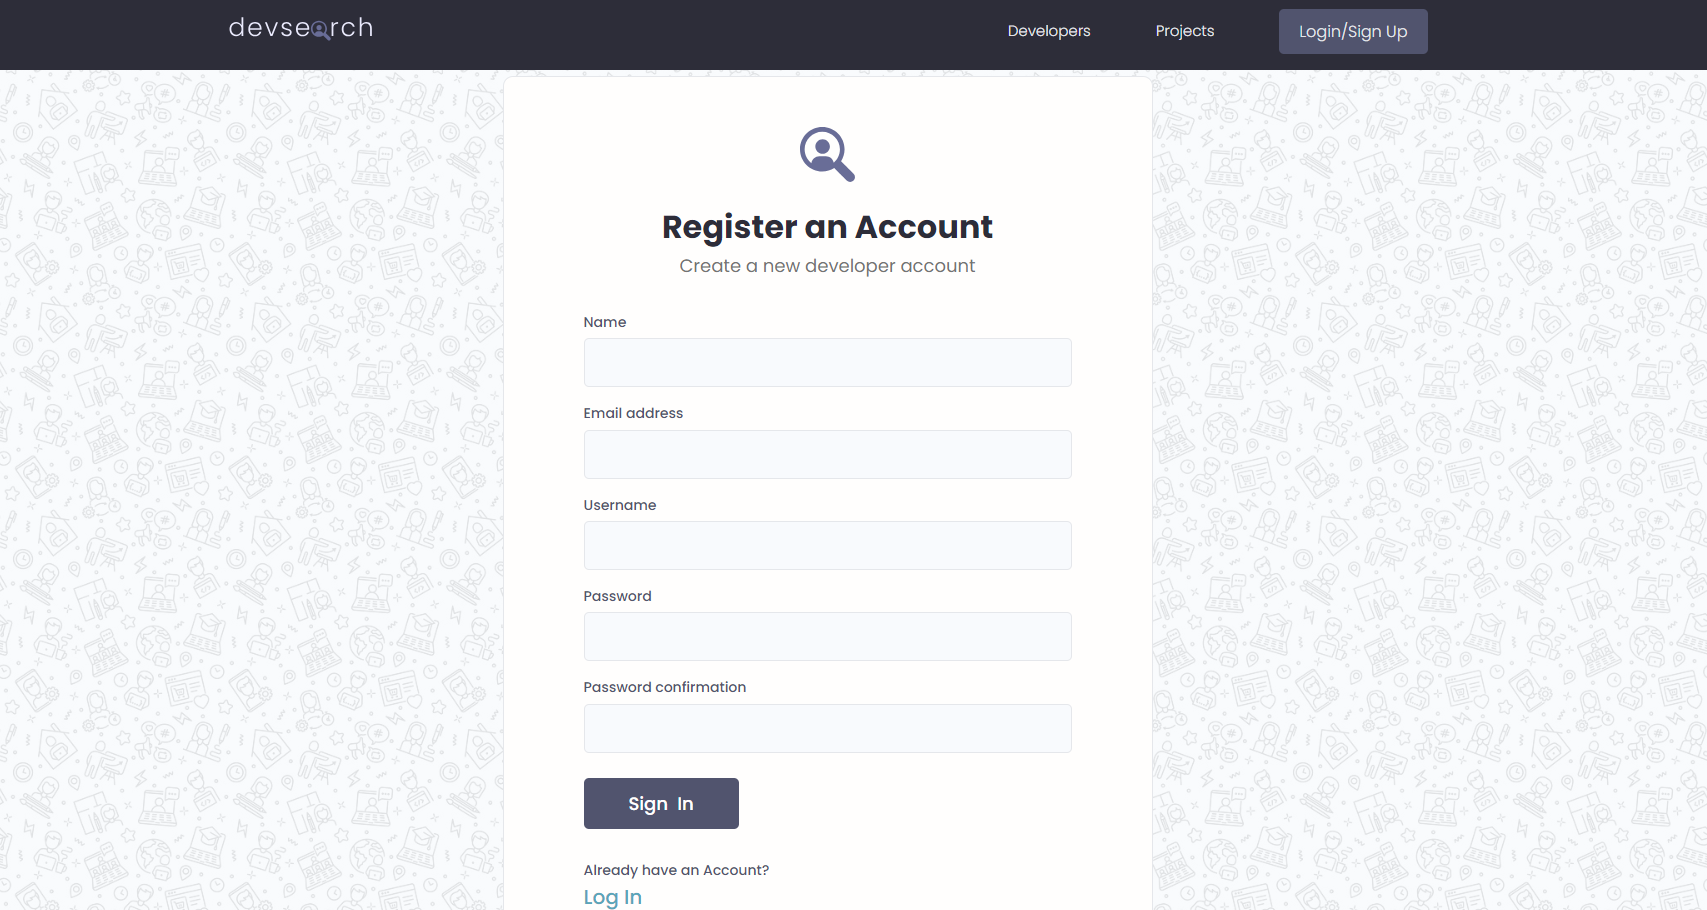 devsearch
Developers
Projects
Login/Sign Up
Register an Account
Create a new developer account
Name
Email address
Username
Password
Password confirmation
Sign In
Already have an Account?
Log In